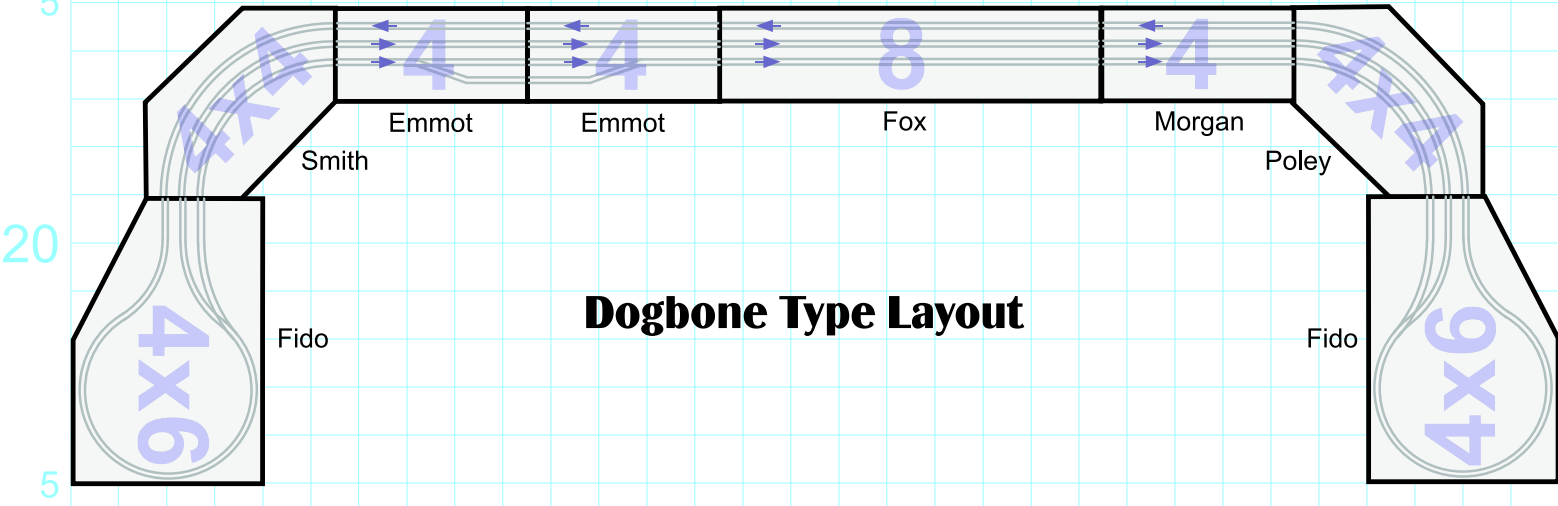 5
4x4
4
4
8
4
4x4
Emmot
Emmot
Fox
Morgan
Smith
Poley
20
Dogbone Type Layout
4x6
Fido
Fido
4x6
5